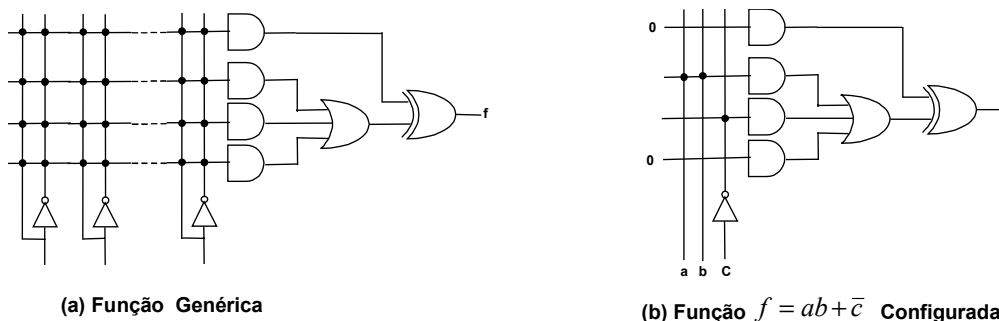 0
f
0
a b C
(a) Função Genérica
(b) Função f = ab + c̅ Configurada